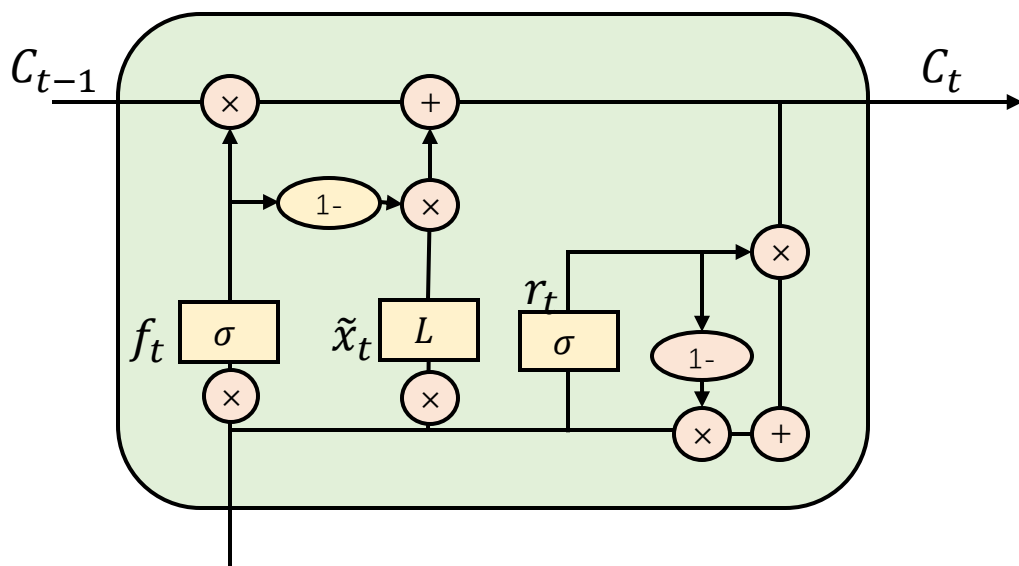 C_{t-1}
C_t
× +
1- ×
×
r_t
f_t σ x̃_t L σ
1-
× ×
× +